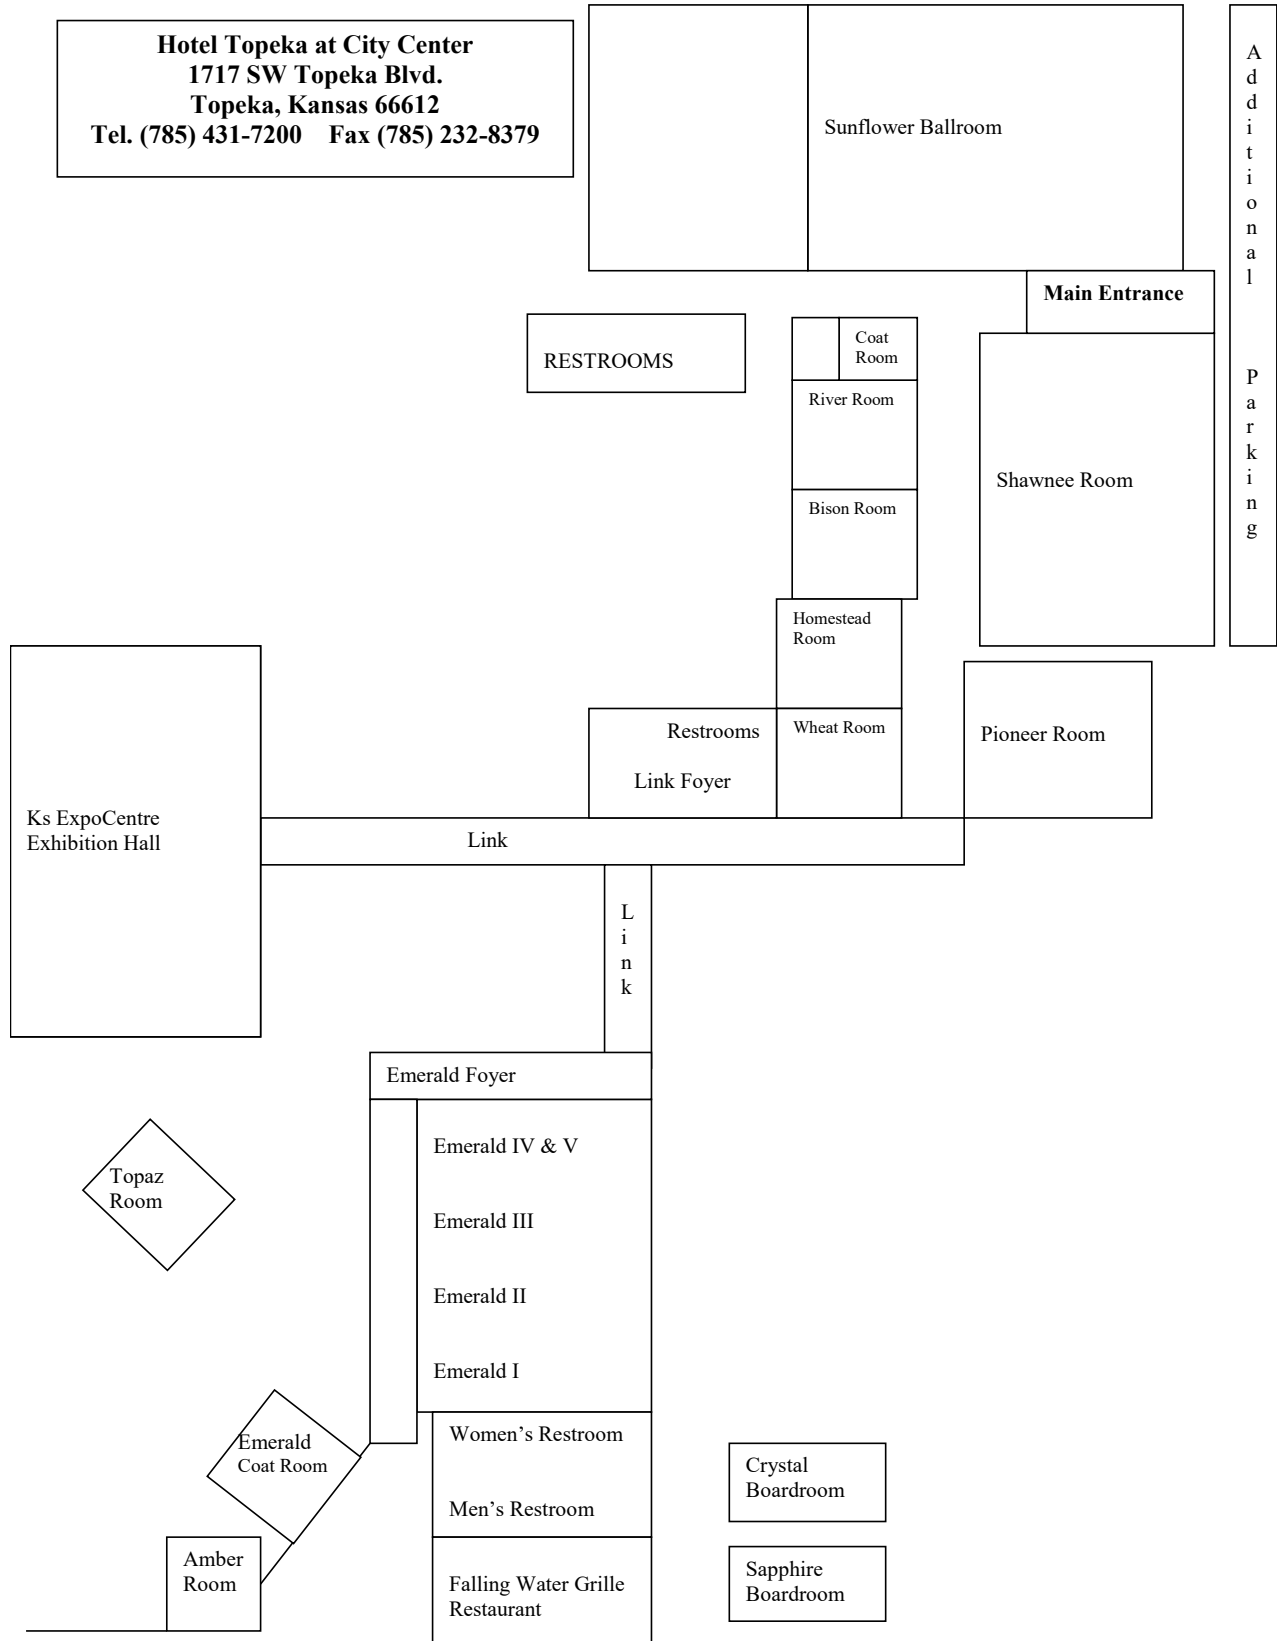 Hotel Topeka at City Center
1717 SW Topeka Blvd.
Topeka, Kansas 66612
Tel. (785) 431-7200    Fax (785) 232-8379
Sunflower Ballroom
Additional Parking
Main Entrance
RESTROOMS
Coat
Room
River Room
Shawnee Room
Bison Room
Homestead
Room
Restrooms
Wheat Room
Pioneer Room
Link Foyer
Ks ExpoCentre
Exhibition Hall
Link
Link
Emerald Foyer
Emerald IV & V
Topaz
Room
Emerald III
Emerald II
Emerald I
Women’s Restroom
Emerald
Coat Room
Crystal
Boardroom
Men’s Restroom
Amber
Room
Sapphire
Boardroom
Falling Water Grille
Restaurant